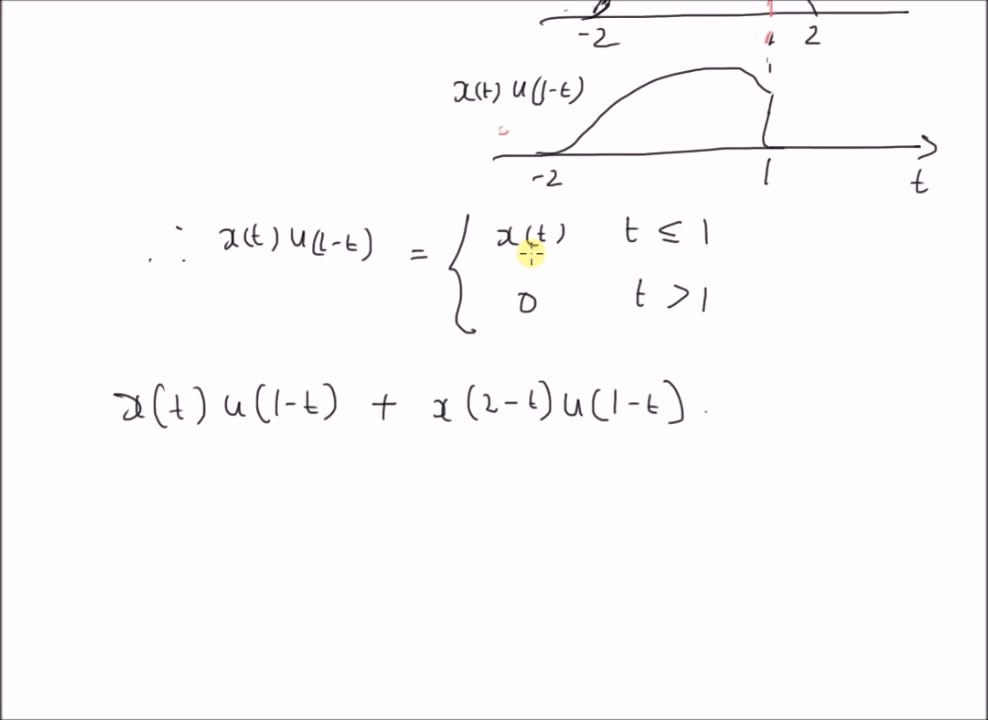 -2 1 2
x(t) u(1-t)
-2 1 t
∴ x(t) u(1-t) = { x(t) t ≤ 1
0 t > 1
x(t) u(1-t) + x(2-t) u(1-t).